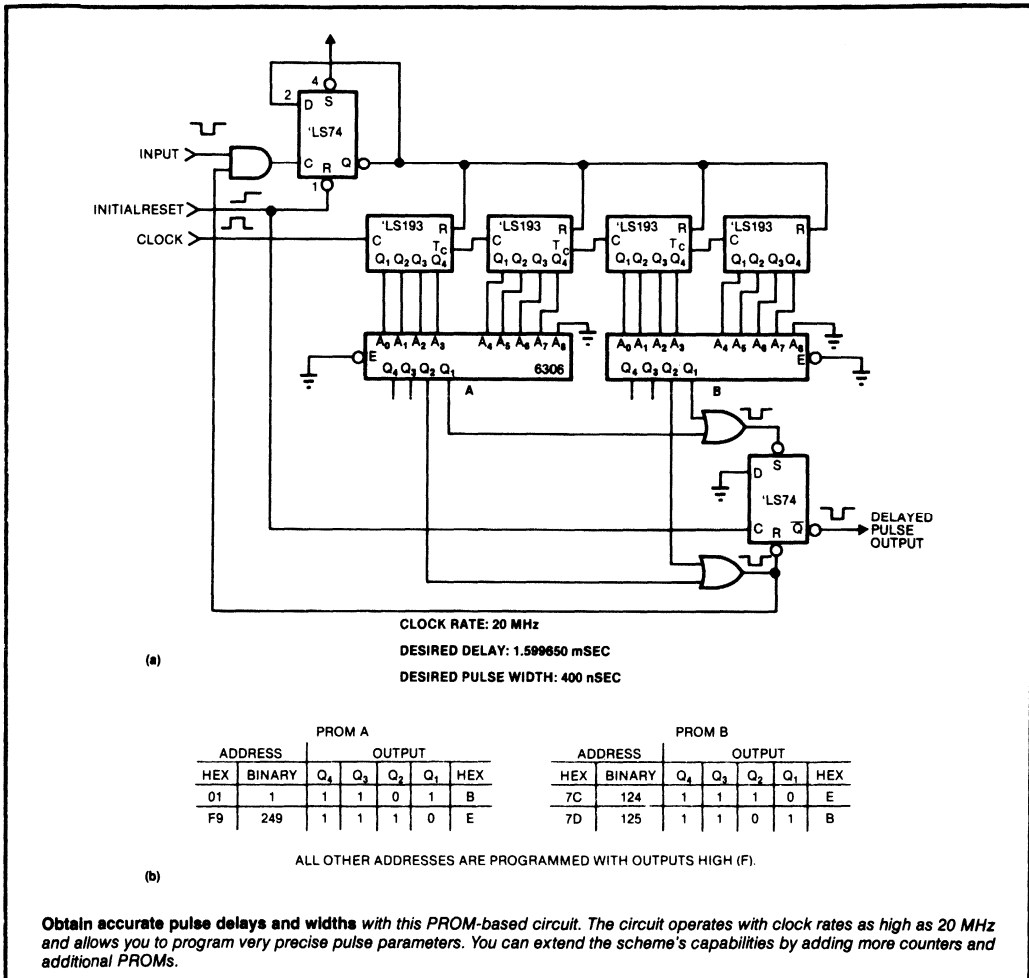 4
2
D S
'LS74
INPUT
C R Q
1
INITIALRESET
CLOCK
'LS193 R
C TC
Q1 Q2 Q3 Q4
'LS193 R
C TC
Q1 Q2 Q3 Q4
'LS193 R
C TC
Q1 Q2 Q3 Q4
'LS193 R
C
Q1 Q2 Q3 Q4
A0 A1 A2 A3 A4 A5 A6 A7 A8
E
Q4 Q3 Q2 Q1 6306
A
A0 A1 A2 A3 A4 A5 A6 A7 A8
E
Q4 Q3 Q2 Q1
B
S
D
'LS74
C R Q̅
DELAYED
PULSE
OUTPUT
CLOCK RATE: 20 MHz
(a)
DESIRED DELAY: 1.599650 mSEC
DESIRED PULSE WIDTH: 400 nSEC
PROM A
ADDRESS OUTPUT
HEX BINARY Q4 Q3 Q2 Q1 HEX
01 1 1 1 0 1 B
F9 249 1 1 1 0 E
PROM B
ADDRESS OUTPUT
HEX BINARY Q4 Q3 Q2 Q1 HEX
7C 124 1 1 1 0 E
7D 125 1 1 0 1 B
ALL OTHER ADDRESSES ARE PROGRAMMED WITH OUTPUTS HIGH (F).
(b)
Obtain accurate pulse delays and widths with this PROM-based circuit. The circuit operates with clock rates as high as 20 MHz
and allows you to program very precise pulse parameters. You can extend the scheme's capabilities by adding more counters and
additional PROMs.